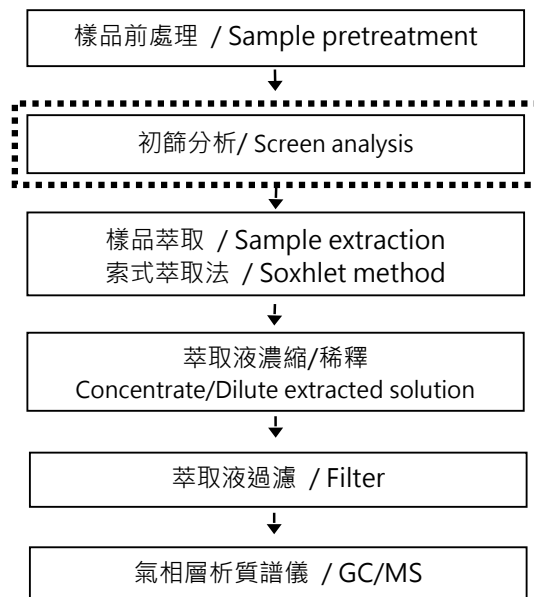 樣品前處理 / Sample pretreatment
初篩分析/ Screen analysis
樣品萃取 / Sample extraction
索式萃取法 / Soxhlet method
萃取液濃縮/稀釋
Concentrate/Dilute extracted solution
萃取液過濾 / Filter
氣相層析質譜儀 / GC/MS